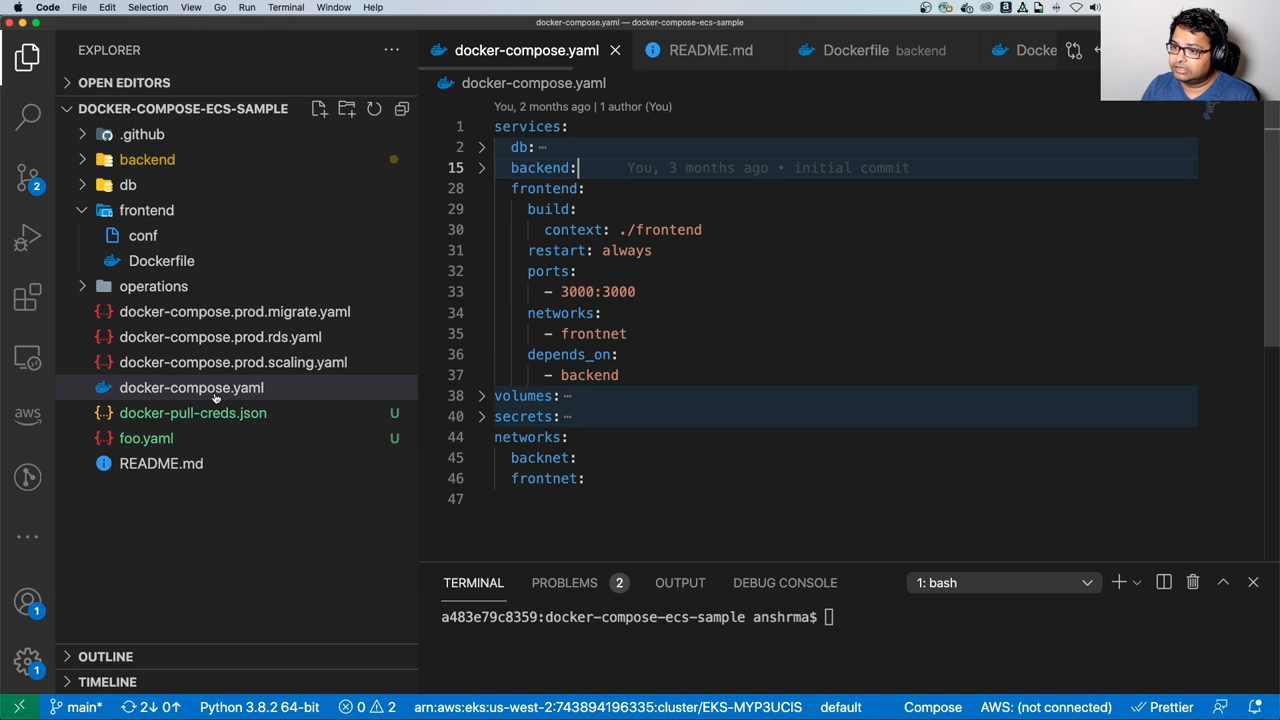 Code File Edit Selection View Go Run Terminal Window Help
docker-compose.yaml — docker-compose-ecs-sample
EXPLORER
OPEN EDITORS
DOCKER-COMPOSE-ECS-SAMPLE
.github
backend
db
frontend
conf
Dockerfile
operations
docker-compose.prod.migrate.yaml
docker-compose.prod.rds.yaml
docker-compose.prod.scaling.yaml
docker-compose.yaml
docker-pull-creds.json U
foo.yaml U
README.md
OUTLINE
TIMELINE
2
aws
1
1
docker-compose.yaml README.md Dockerfile backend Docke
docker-compose.yaml
You, 2 months ago | 1 author (You)
1 services:
2 db: ⋯
15 backend: You, 3 months ago • initial commit
28 frontend:
29 build:
30 context: ./frontend
31 restart: always
32 ports:
33 - 3000:3000
34 networks:
35 - frontnet
36 depends_on:
37 - backend
38 volumes: ⋯
40 secrets: ⋯
44 networks:
45 backnet:
46 frontnet:
47
TERMINAL PROBLEMS 2 OUTPUT DEBUG CONSOLE 1: bash
a483e79c8359:docker-compose-ecs-sample anshrma$
main* 2↓ 0↑ Python 3.8.2 64-bit 0 2 arn:aws:eks:us-west-2:743894196335:cluster/EKS-MYP3UCIS default Compose AWS: (not connected) Prettier